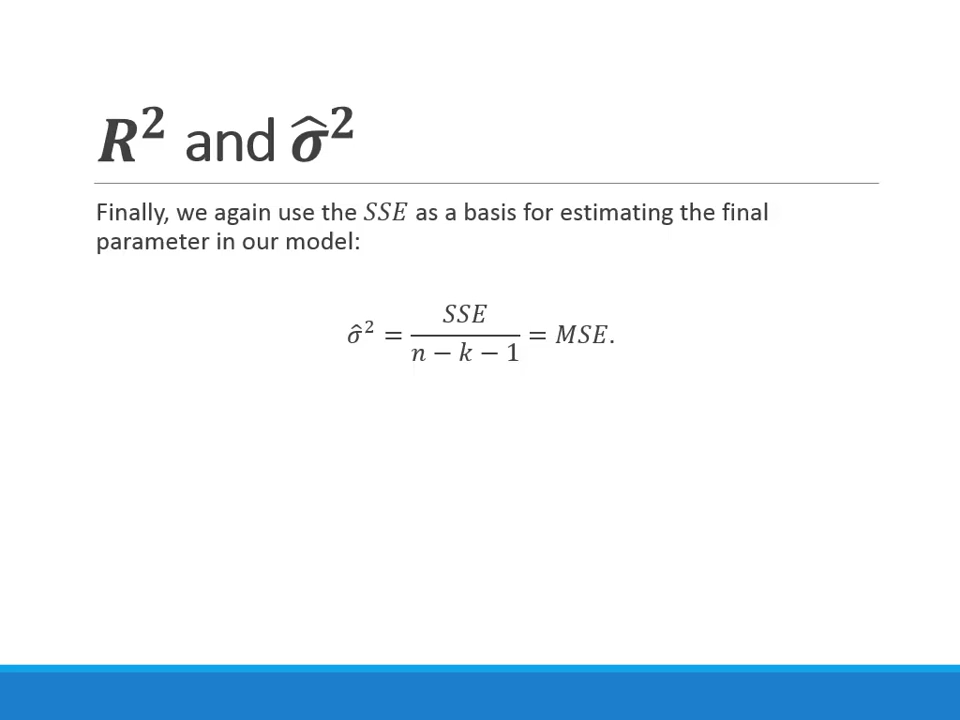 R² and σ̂²
Finally, we again use the SSE as a basis for estimating the final
parameter in our model:
σ̂² = SSE / (n − k − 1) = MSE.